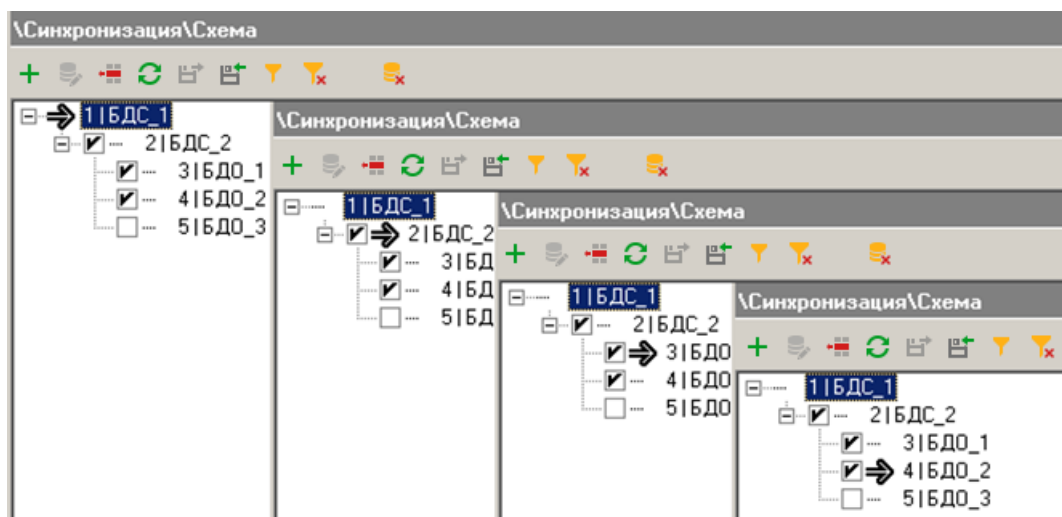 \Синхронизация\Схема
1|БДС_1
2|БДС_2
3|БДО_1
4|БДО_2
5|БДО_3
\Синхронизация\Схема
1|БДС_1
2|БДС_2
3|БД
4|БД
5|БД
\Синхронизация\Схема
1|БДС_1
2|БДС_2
3|БДО
4|БДО
5|БДО
\Синхронизация\Схема
1|БДС_1
2|БДС_2
3|БДО_1
4|БДО_2
5|БДО_3